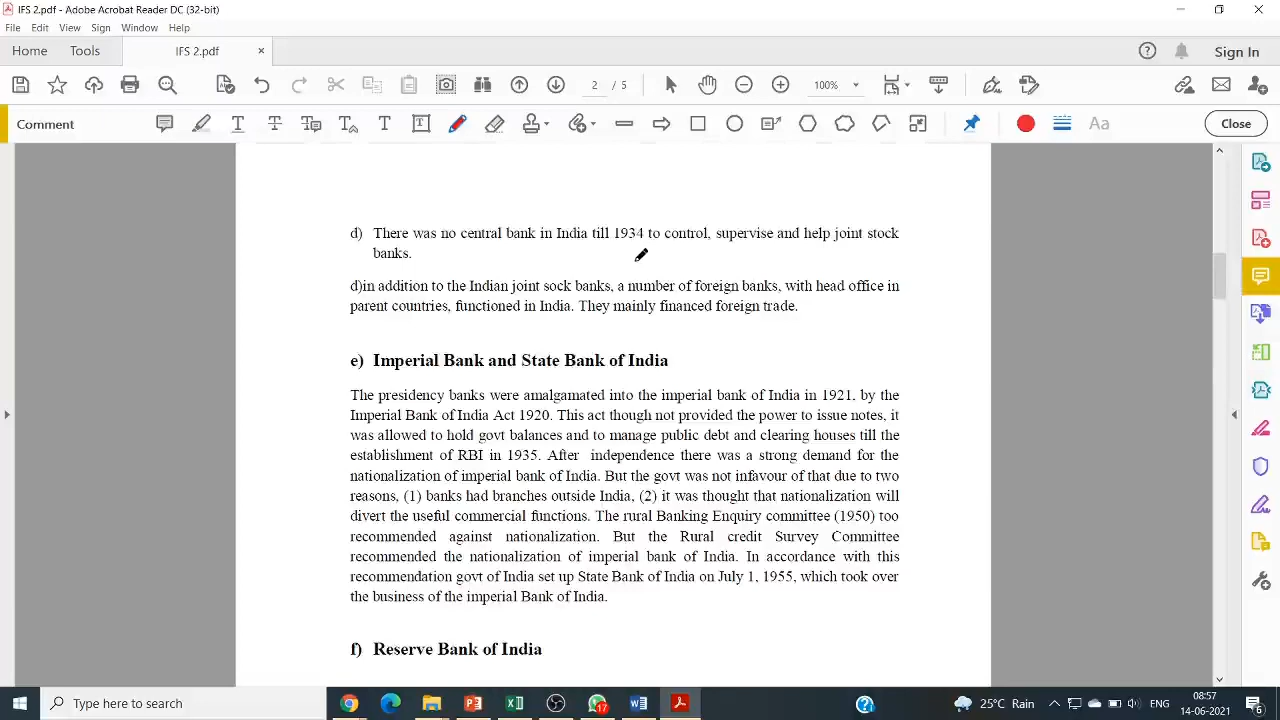 IFS 2.pdf - Adobe Acrobat Reader DC (32-bit)
File Edit View Sign Window Help
Home Tools IFS 2.pdf × Sign In
2 / 5 100%
Comment Aa Close
d) There was no central bank in India till 1934 to control, supervise and help joint stock
banks.
d)in addition to the Indian joint sock banks, a number of foreign banks, with head office in
parent countries, functioned in India. They mainly financed foreign trade.
e) Imperial Bank and State Bank of India
The presidency banks were amalgamated into the imperial bank of India in 1921, by the
Imperial Bank of India Act 1920. This act though not provided the power to issue notes, it
was allowed to hold govt balances and to manage public debt and clearing houses till the
establishment of RBI in 1935. After independence there was a strong demand for the
nationalization of imperial bank of India. But the govt was not infavour of that due to two
reasons, (1) banks had branches outside India, (2) it was thought that nationalization will
divert the useful commercial functions. The rural Banking Enquiry committee (1950) too
recommended against nationalization. But the Rural credit Survey Committee
recommended the nationalization of imperial bank of India. In accordance with this
recommendation govt of India set up State Bank of India on July 1, 1955, which took over
the business of the imperial Bank of India.
f) Reserve Bank of India
Type here to search
17
25°C Rain
ENG
08:57
14-06-2021
6